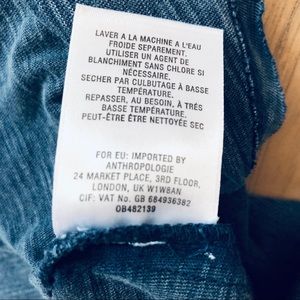 LAVER A LA MACHINE A L'EAU
FROIDE SEPAREMENT.
UTILISER UN AGENT DE
BLANCHIMENT SANS CHLORE SI
NÉCESSAIRE.
SECHER PAR CULBUTAGE À BASSE
TEMPÉRATURE.
REPASSER, AU BESOIN, À TRÉS
BASSE TEMPÉRATURE.
PEUT-ÊTRE ÊTRE NETTOYÉE SEC
FOR EU: IMPORTED BY
ANTHROPOLOGIE
24 MARKET PLACE, 3RD FLOOR,
LONDON, UK W1W8AN
CIF: VAT No. GB 684936382
OB482139